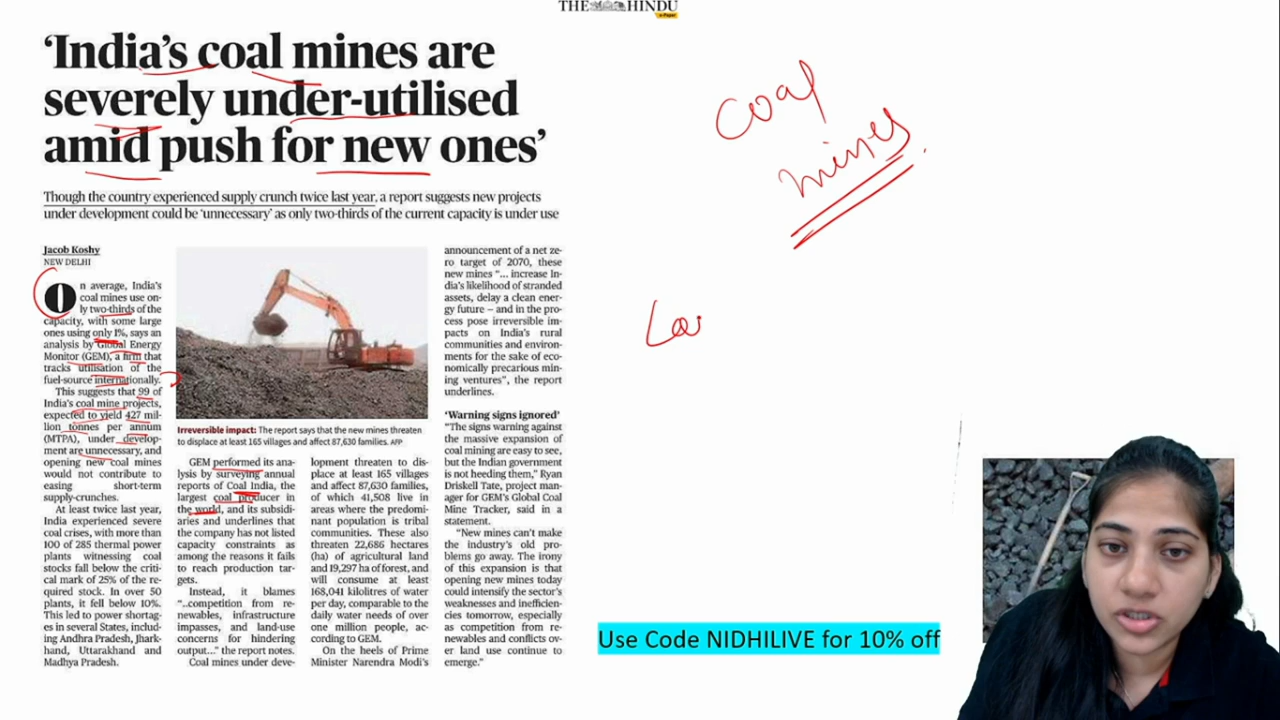 THE HINDU
e-Paper
‘India’s coal mines are
severely under-utilised
amid push for new ones’
Though the country experienced supply crunch twice last year, a report suggests new projects
under development could be ‘unnecessary’ as only two-thirds of the current capacity is under use
Jacob Koshy
NEW DELHI
On average, India’s
coal mines use on-
ly two-thirds of the
capacity, with some large
ones using only 1%, says an
analysis by Global Energy
Monitor (GEM), a firm that
tracks utilisation of the
fuel-source internationally.
This suggests that 99 of
India’s coal mine projects,
expected to yield 427 mil-
lion tonnes per annum
(MTPA), under develop-
ment are unnecessary, and
opening new coal mines
would not contribute to
easing short-term
supply-crunches.
At least twice last year,
India experienced severe
coal crises, with more than
100 of 285 thermal power
plants witnessing coal
stocks fall below the criti-
cal mark of 25% of the re-
quired stock. In over 50
plants, it fell below 10%.
This led to power shortag-
es in several States, includ-
ing Andhra Pradesh, Jhark-
hand, Uttarakhand and
Madhya Pradesh.
Irreversible impact: The report says that the new mines threaten
to displace at least 165 villages and affect 87,630 families. AFP
GEM performed its ana-
lysis by surveying annual
reports of Coal India, the
largest coal producer in
the world, and its subsidi-
aries and underlines that
the company has not listed
capacity constraints as
among the reasons it fails
to reach production tar-
gets.
Instead, it blames
“..competition from re-
newables, infrastructure
impasses, and land-use
concerns for hindering
output...” the report notes.
Coal mines under deve-
lopment threaten to dis-
place at least 165 villages
and affect 87,630 families,
of which 41,508 live in
areas where the predomi-
nant population is tribal
communities. These also
threaten 22,686 hectares
(ha) of agricultural land
and 19,297 ha of forest, and
will consume at least
168,041 kilolitres of water
per day, comparable to the
daily water needs of over
one million people, ac-
cording to GEM.
On the heels of Prime
Minister Narendra Modi’s
announcement of a net ze-
ro target of 2070, these
new mines “... increase In-
dia’s likelihood of stranded
assets, delay a clean ener-
gy future – and in the pro-
cess pose irreversible im-
pacts on India’s rural
communities and environ-
ments for the sake of eco-
nomically precarious min-
ing ventures”, the report
underlines.
‘Warning signs ignored’
“The signs warning against
the massive expansion of
coal mining are easy to see,
but the Indian government
is not heeding them,” Ryan
Driskell Tate, project man-
ager for GEM’s Global Coal
Mine Tracker, said in a
statement.
“New mines can’t make
the industry’s old pro-
blems go away. The irony
of this expansion is that
opening new mines today
could intensify the sector’s
weaknesses and inefficien-
cies tomorrow, especially
as competition from re-
newables and conflicts ov-
er land use continue to
emerge.”
Coal
mines
Use Code NIDHILIVE for 10% off